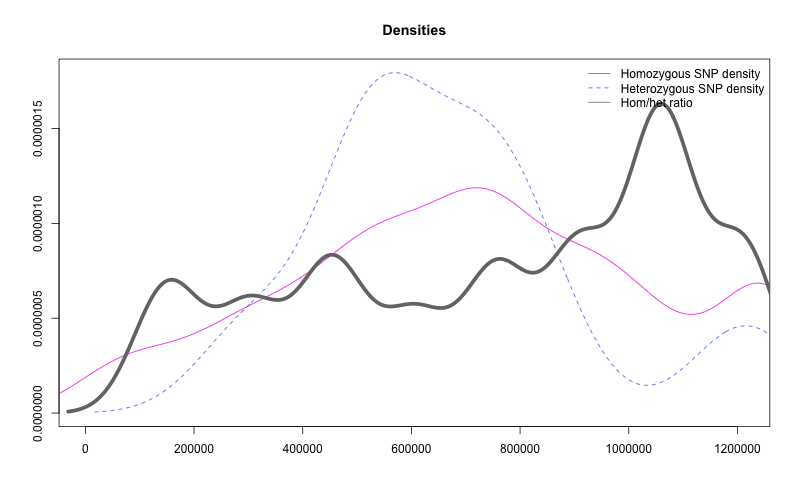 Densities
Homozygous SNP density
Heterozygous SNP density
Hom/het ratio
0.0000015
0.0000010
0.0000005
0.0000000
0 200000 400000 600000 800000 1000000 1200000